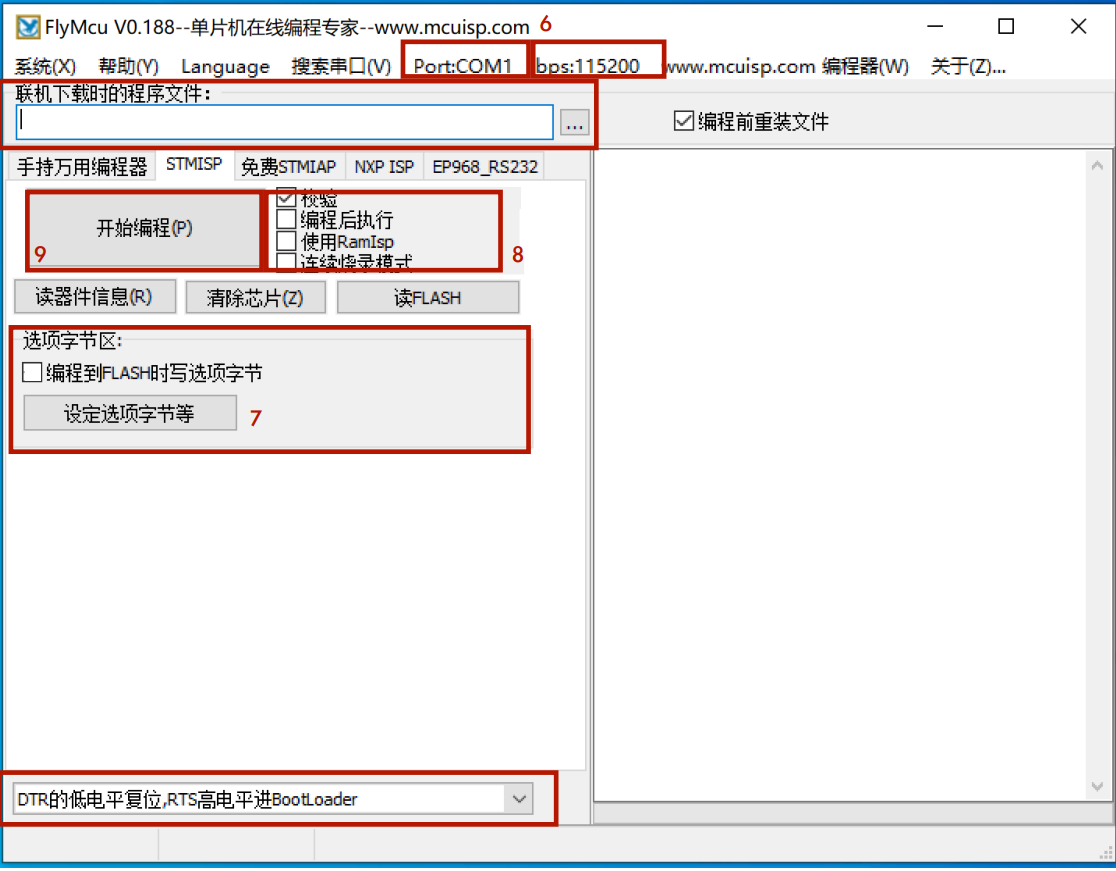 FlyMcu V0.188--单片机在线编程专家--www.mcuisp.com 6
系统(X) 帮助(Y) Language 搜索串口(V) Port:COM1 bps:115200 www.mcuisp.com 编程器(W) 关于(Z)...
联机下载时的程序文件:
...
编程前重装文件
手持万用编程器 STMISP 免费STMIAP NXP ISP EP968_RS232
开始编程(P)
9
校验
编程后执行
使用RamIsp
连续烧录模式
8
读器件信息(R) 清除芯片(Z) 读FLASH
选项字节区:
编程到FLASH时写选项字节
设定选项字节等 7
DTR的低电平复位,RTS高电平进BootLoader